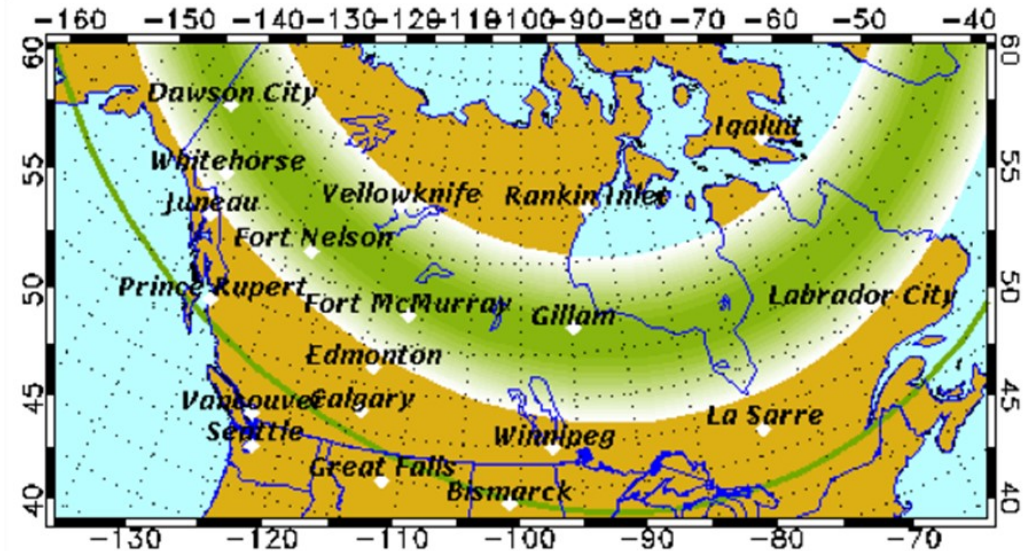 −160 −150 −140 −130 −120 −110 −100 −90 −80 −70 −60 −50 −40
60 60
Dawson City
Iqaluit
55 Whitehorse 55
Yellowknife Rankin Inlet
Juneau
Fort Nelson
50 Prince Rupert 50
Labrador City
Fort McMurray
Gillam
Edmonton
45 Vancouver Calgary 45
La Sarre
Seattle
Winnipeg
Great Falls
40 Bismarck 40
−130 −120 −110 −100 −90 −80 −70